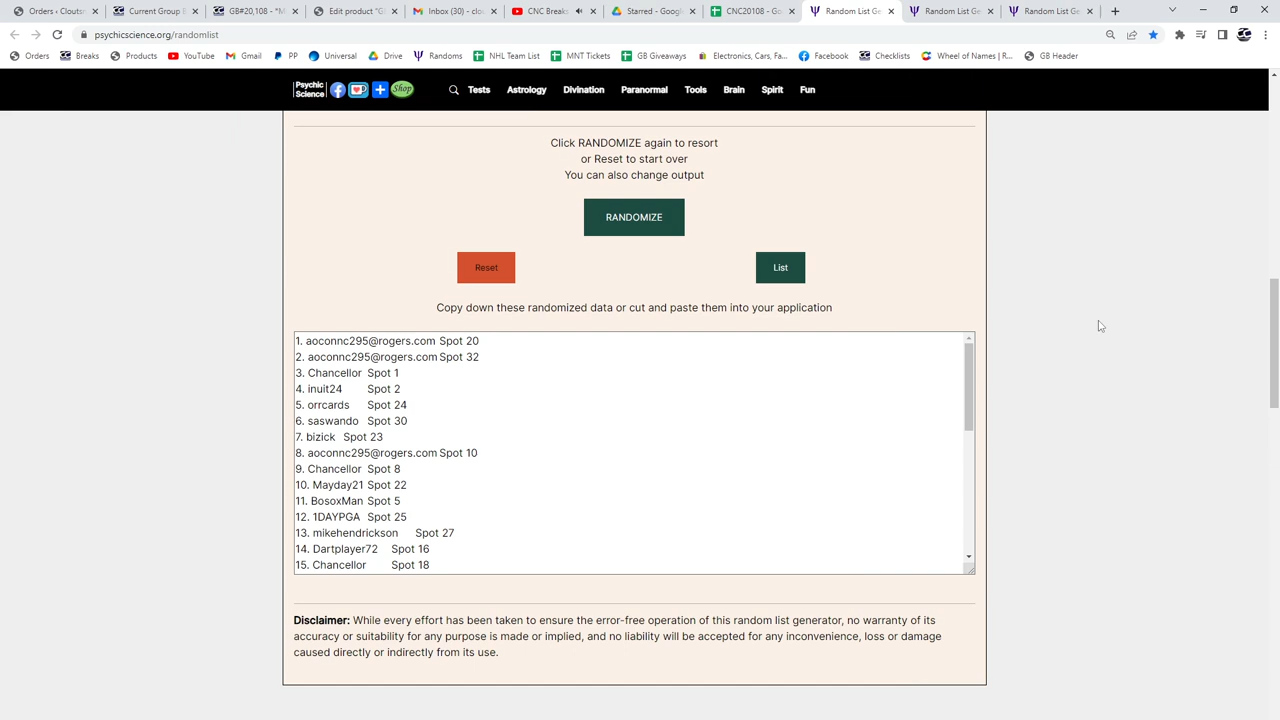 Orders ‹ Clouts
Current Group B
GB#20,108 - *M
Edit product "G
Inbox (30) - clo
CNC Breaks
Starred - Google
CNC20108 - Go
Random List Ge
Random List Ge
Random List Ge
psychicscience.org/randomlist
Orders
Breaks
Products
YouTube
Gmail
PP
Universal
Drive
Randoms
NHL Team List
MNT Tickets
GB Giveaways
Electronics, Cars, Fa...
Facebook
Checklists
Wheel of Names | R...
GB Header
Psychic Science
Shop
Tests
Astrology
Divination
Paranormal
Tools
Brain
Spirit
Fun
Click RANDOMIZE again to resort
or Reset to start over
You can also change output
RANDOMIZE
Reset
List
Copy down these randomized data or cut and paste them into your application
1. aoconnc295@rogers.com Spot 20
2. aoconnc295@rogers.com Spot 32
3. Chancellor Spot 1
4. inuit24 Spot 2
5. orrcards Spot 24
6. saswando Spot 30
7. bizick Spot 23
8. aoconnc295@rogers.com Spot 10
9. Chancellor Spot 8
10. Mayday21 Spot 22
11. BosoxMan Spot 5
12. 1DAYPGA Spot 25
13. mikehendrickson Spot 27
14. Dartplayer72 Spot 16
15. Chancellor Spot 18
Disclaimer: While every effort has been taken to ensure the error-free operation of this random list generator, no warranty of its
accuracy or suitability for any purpose is made or implied, and no liability will be accepted for any inconvenience, loss or damage
caused directly or indirectly from its use.